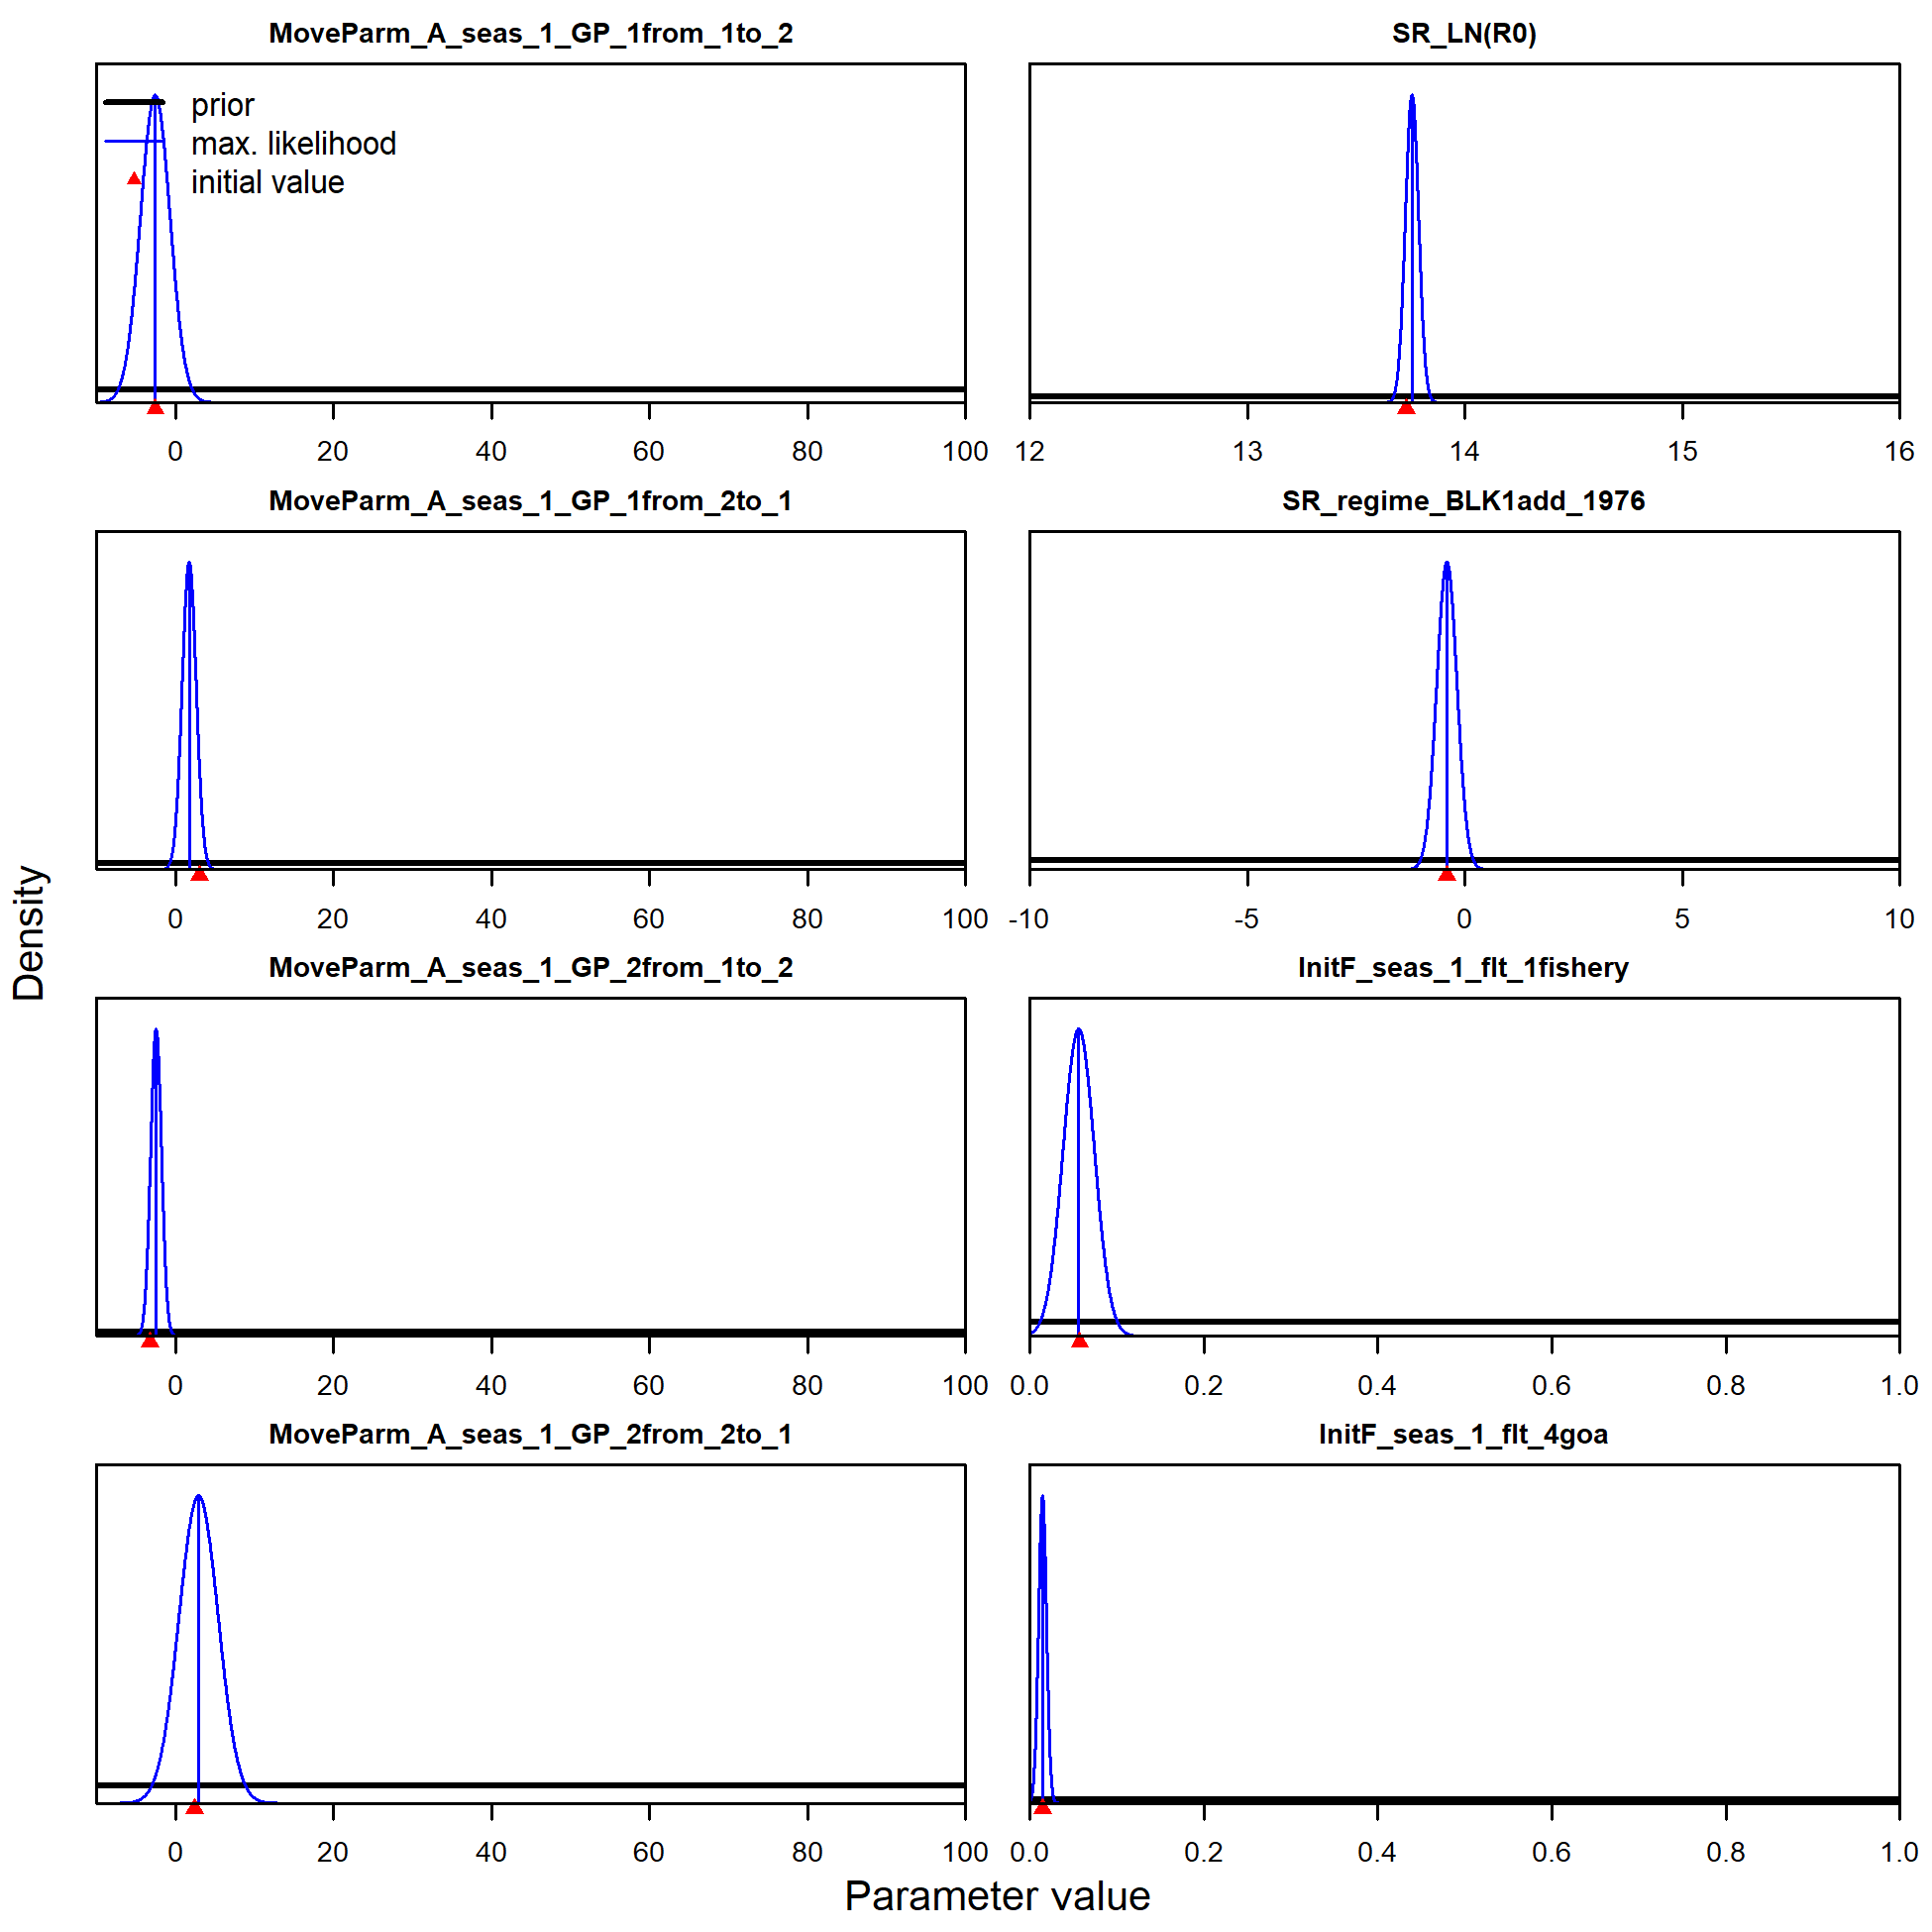 MoveParm_A_seas_1_GP_1from_1to_2
prior
max. likelihood
initial value
0 20 40 60 80 100
SR_LN(R0)
12 13 14 15 16
MoveParm_A_seas_1_GP_1from_2to_1
0 20 40 60 80 100
SR_regime_BLK1add_1976
-10 -5 0 5 10
MoveParm_A_seas_1_GP_2from_1to_2
0 20 40 60 80 100
InitF_seas_1_flt_1fishery
0.0 0.2 0.4 0.6 0.8 1.0
MoveParm_A_seas_1_GP_2from_2to_1
0 20 40 60 80 100
InitF_seas_1_flt_4goa
0.0 0.2 0.4 0.6 0.8 1.0
Density
Parameter value